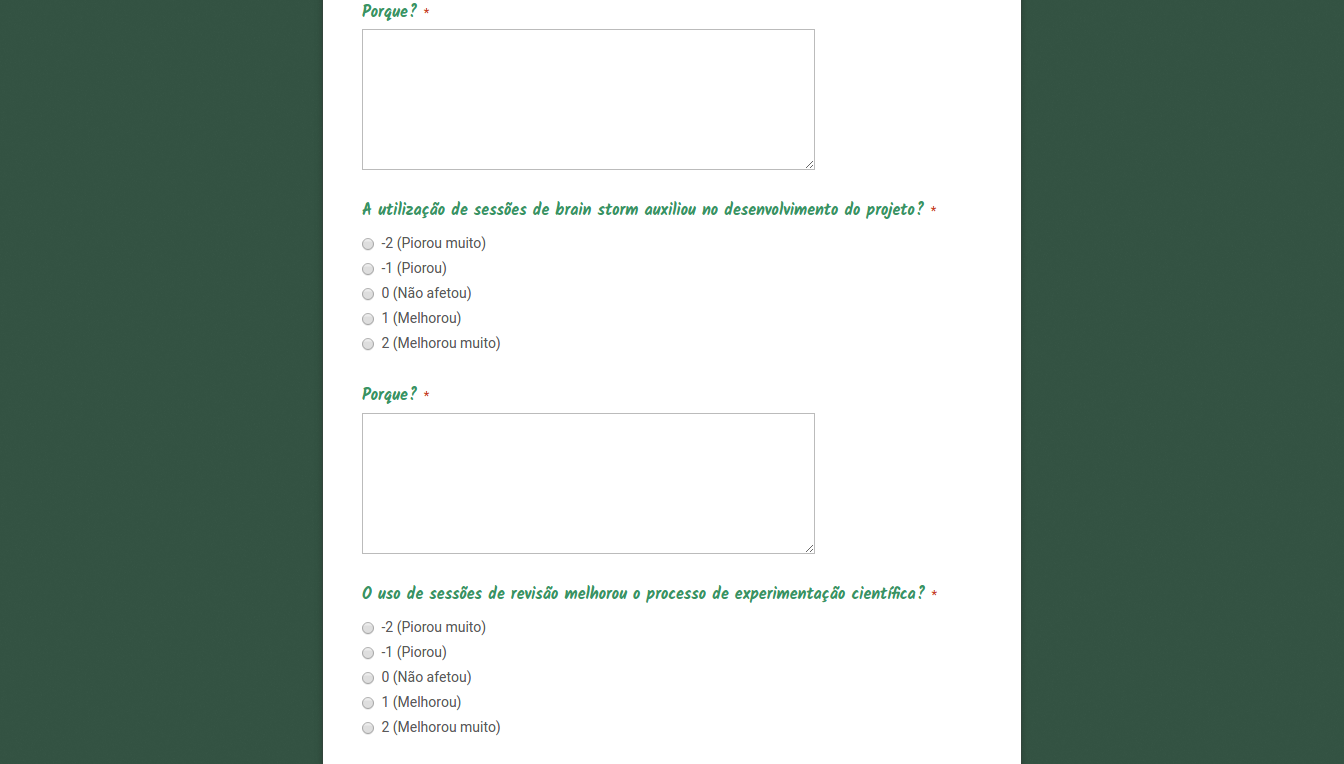 Porque? *
A utilização de sessões de brain storm auxiliou no desenvolvimento do projeto? *
-2 (Piorou muito)
-1 (Piorou)
0 (Não afetou)
1 (Melhorou)
2 (Melhorou muito)
Porque? *
O uso de sessões de revisão melhorou o processo de experimentação científica? *
-2 (Piorou muito)
-1 (Piorou)
0 (Não afetou)
1 (Melhorou)
2 (Melhorou muito)